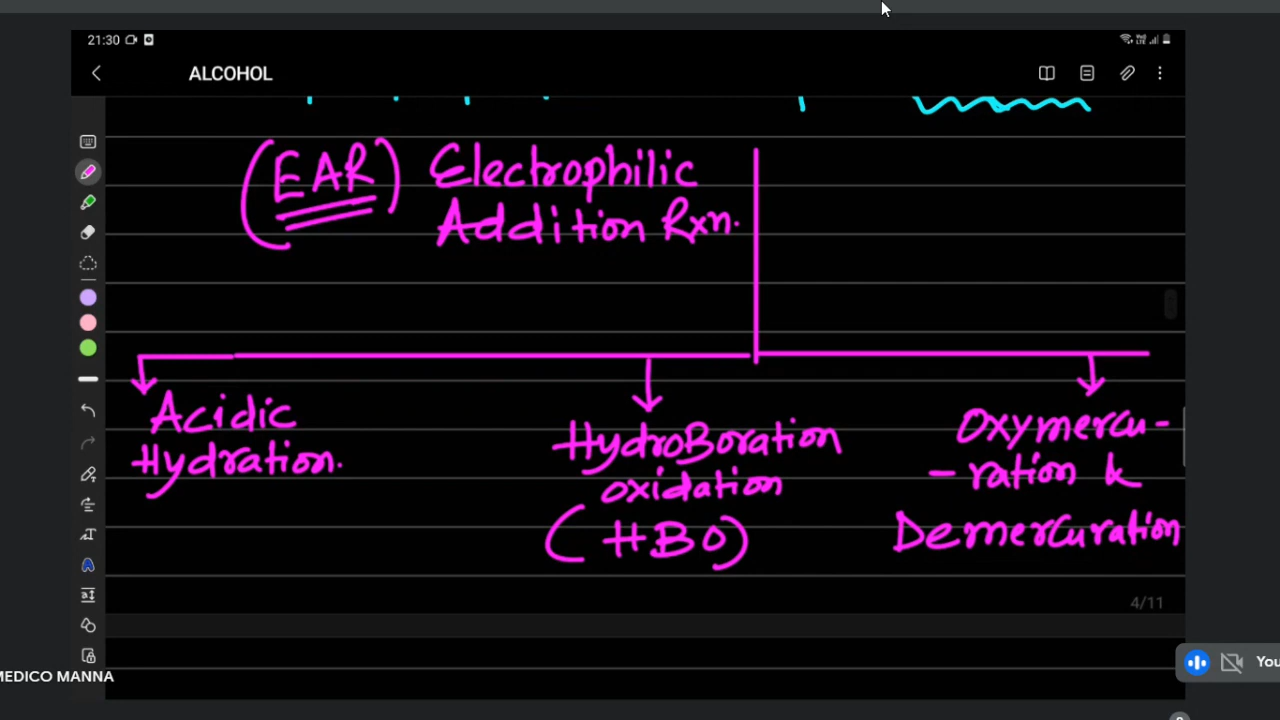 21:30
ALCOHOL
(EAR) Electrophilic
Addition Rxn.
Acidic
Hydration.
HydroBoration
oxidation
(HBO)
Oxymercu-
-ration &
Demercuration
4/11
MEDICO MANNA
You